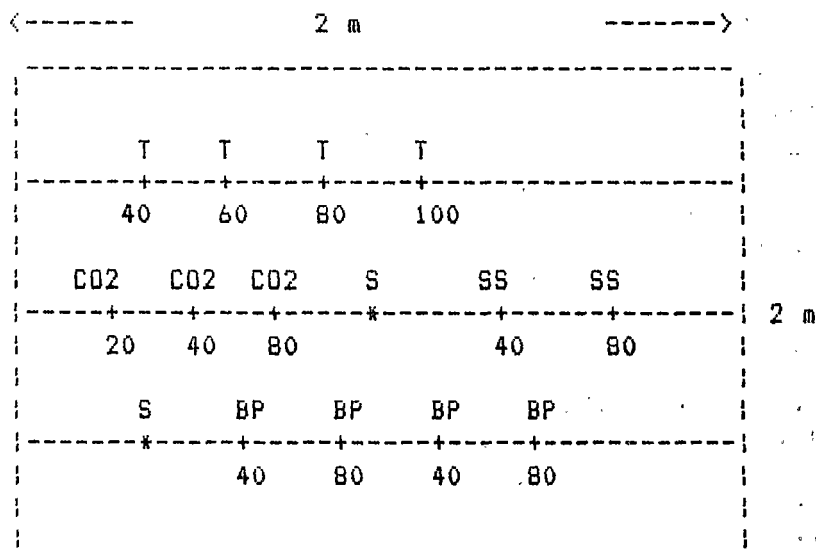 <------- 2 m ------->
T T T T
40 60 80 100
CO2 CO2 CO2 S SS SS
2 m
20 40 80 40 80
S BP BP BP BP
40 80 40 80